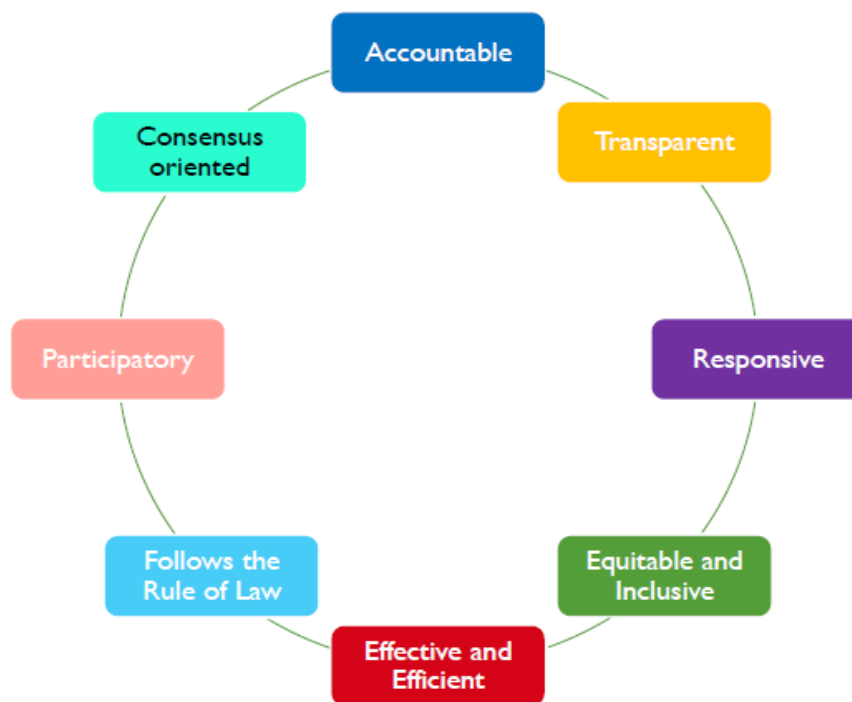 Accountable
Transparent
Responsive
Equitable and
Inclusive
Effective and
Efficient
Follows the
Rule of Law
Participatory
Consensus
oriented